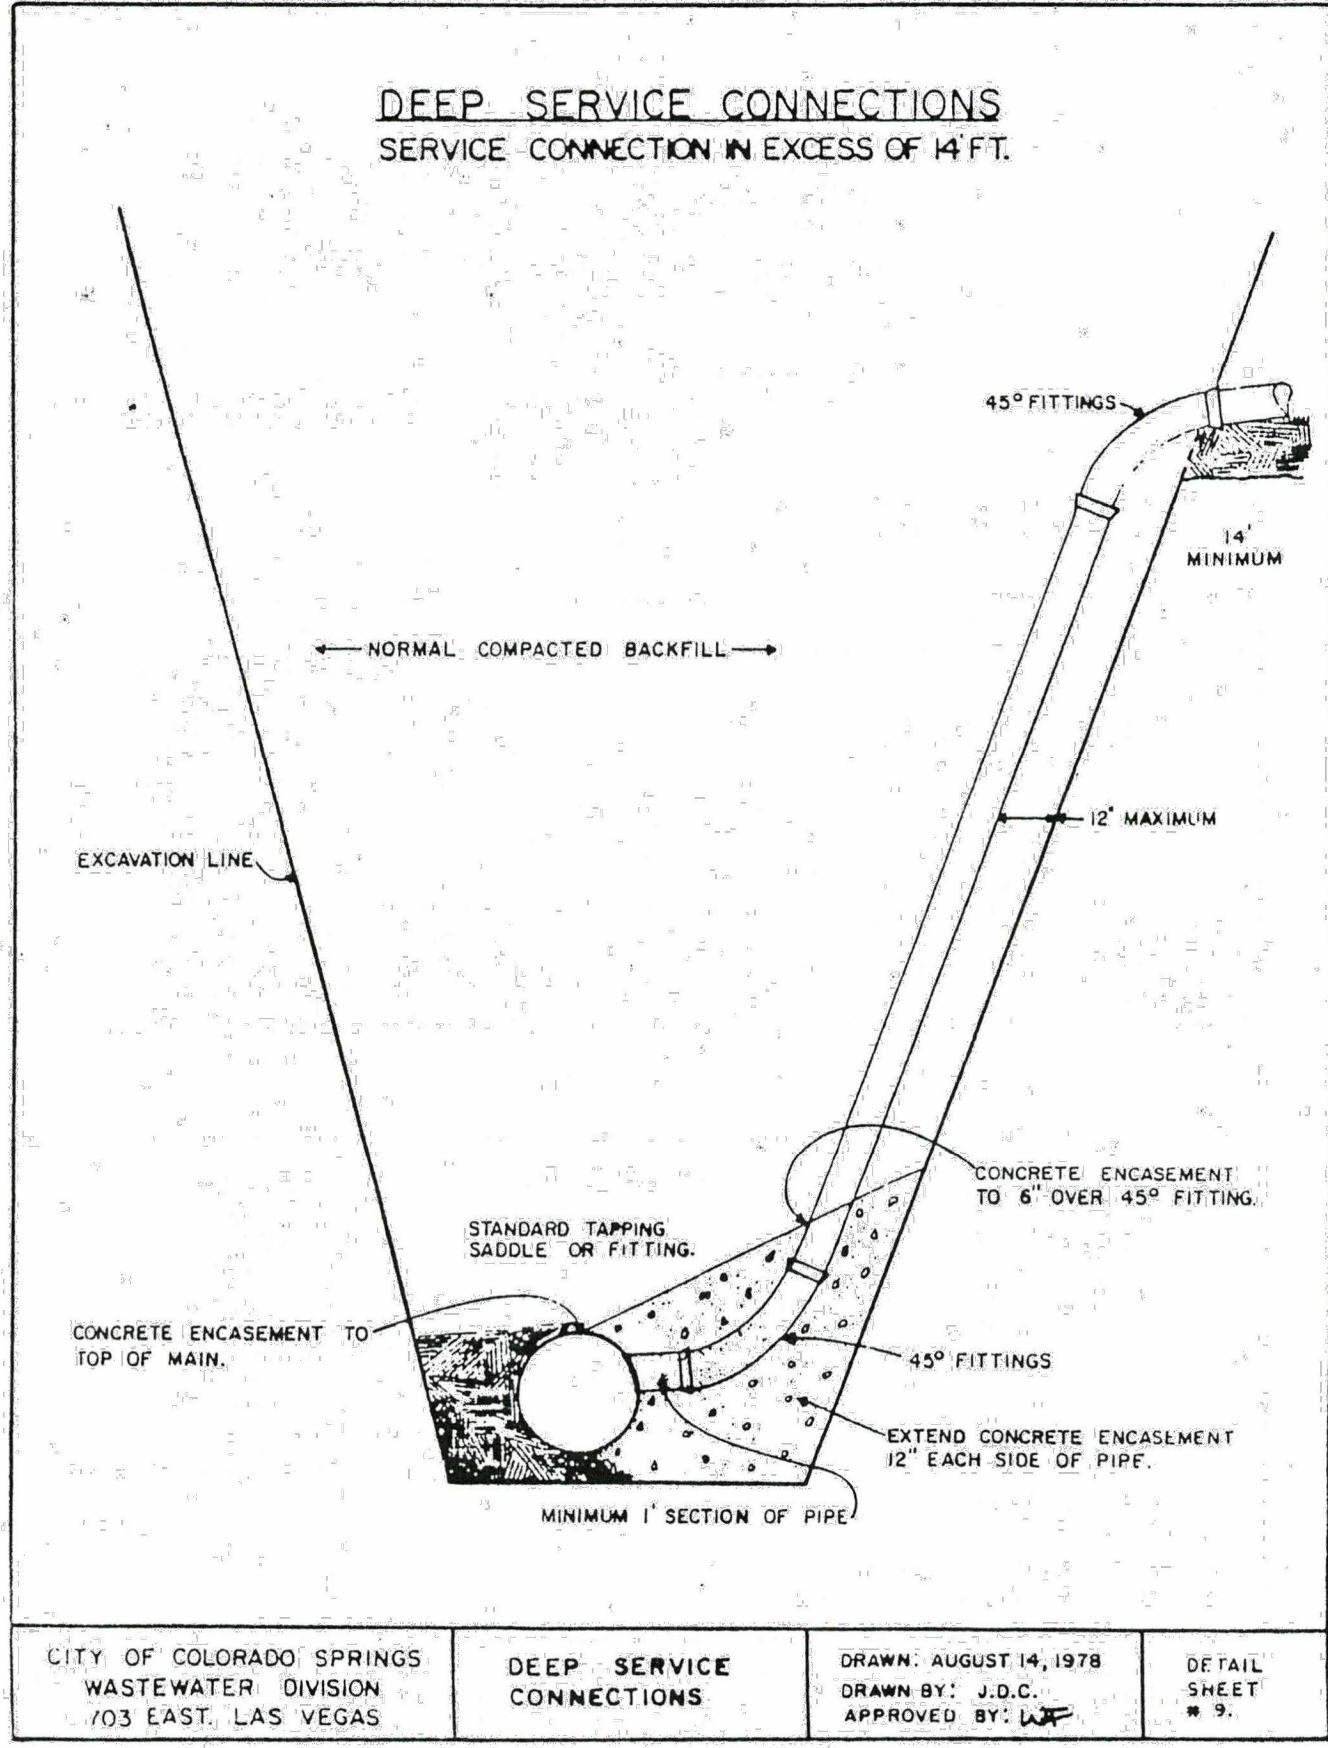 DEEP SERVICE CONNECTIONS
SERVICE CONNECTION IN EXCESS OF 14' FT.
45° FITTINGS
14'
MINIMUM
NORMAL COMPACTED BACKFILL
12" MAXIMUM
EXCAVATION LINE
CONCRETE ENCASEMENT
TO 6" OVER 45° FITTING.
STANDARD TAPPING
SADDLE OR FITTING.
CONCRETE ENCASEMENT TO
TOP OF MAIN.
45° FITTINGS
EXTEND CONCRETE ENCASEMENT
12" EACH SIDE OF PIPE.
MINIMUM 1' SECTION OF PIPE
CITY OF COLORADO SPRINGS
WASTEWATER DIVISION
703 EAST LAS VEGAS
DEEP SERVICE
CONNECTIONS
DRAWN: AUGUST 14, 1978
DRAWN BY: J.D.C.
APPROVED BY:
DETAIL
SHEET
# 9.